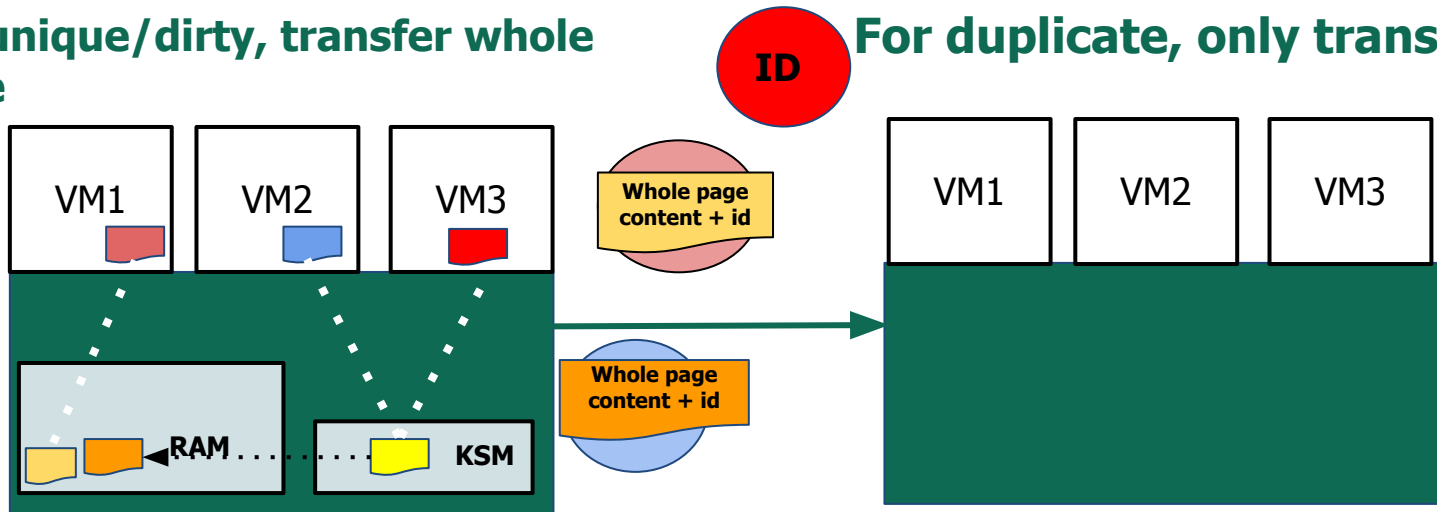 unique/dirty, transfer whole
ID
For duplicate, only trans
VM1
VM2
VM3
Whole page
content + id
VM1
VM2
VM3
Whole page
content + id
RAM
KSM